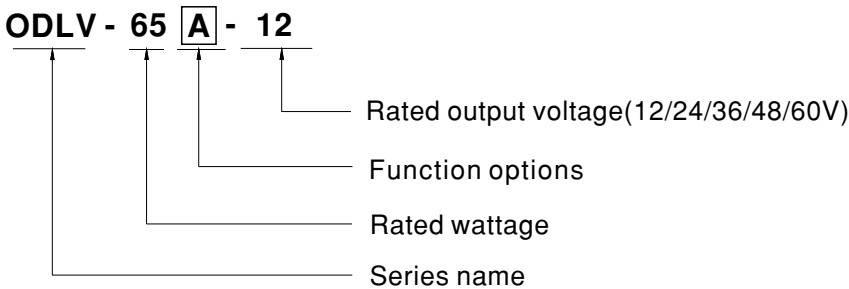 ODLV - 65 A - 12
Rated output voltage(12/24/36/48/60V)
Function options
Rated wattage
Series name